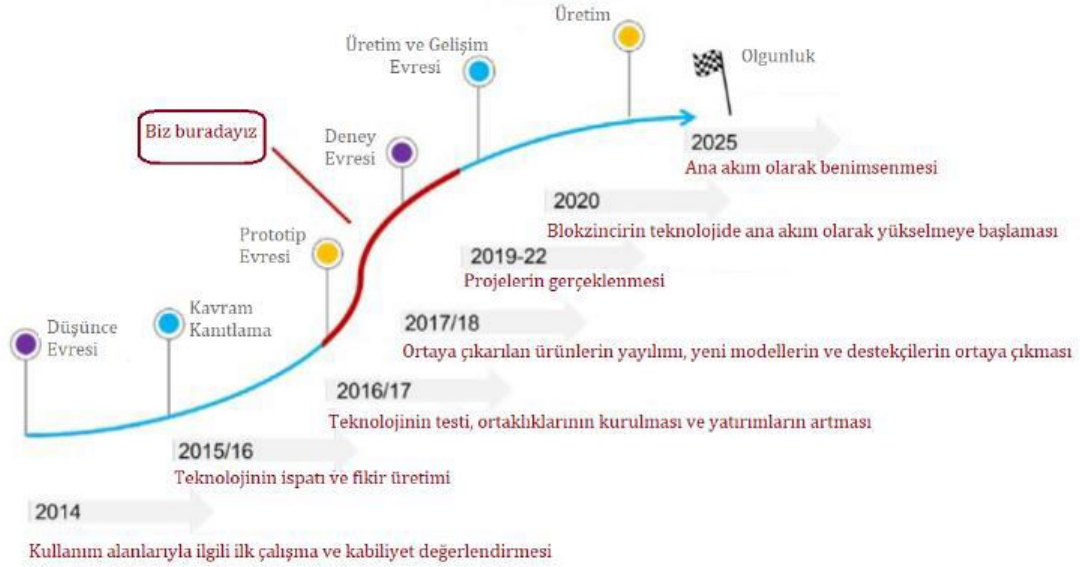 Üretim
Olgunluk
Üretim ve Gelişim
Evresi
Biz buradayız
Deney
Evresi
Prototip
Evresi
Kavram
Kanıtlama
Düşünce
Evresi
2025
Ana akım olarak benimsenmesi
2020
Blokzincirin teknolojide ana akım olarak yükselmeye başlaması
2019-22
Projelerin gerçeklenmesi
2017/18
Ortaya çıkarılan ürünlerin yayılımı, yeni modellerin ve destekçilerin ortaya çıkması
2016/17
Teknolojinin testi, ortaklıklarının kurulması ve yatırımların artması
2015/16
Teknolojinin ispatı ve fikir üretimi
2014
Kullanım alanlarıyla ilgili ilk çalışma ve kabiliyet değerlendirmesi